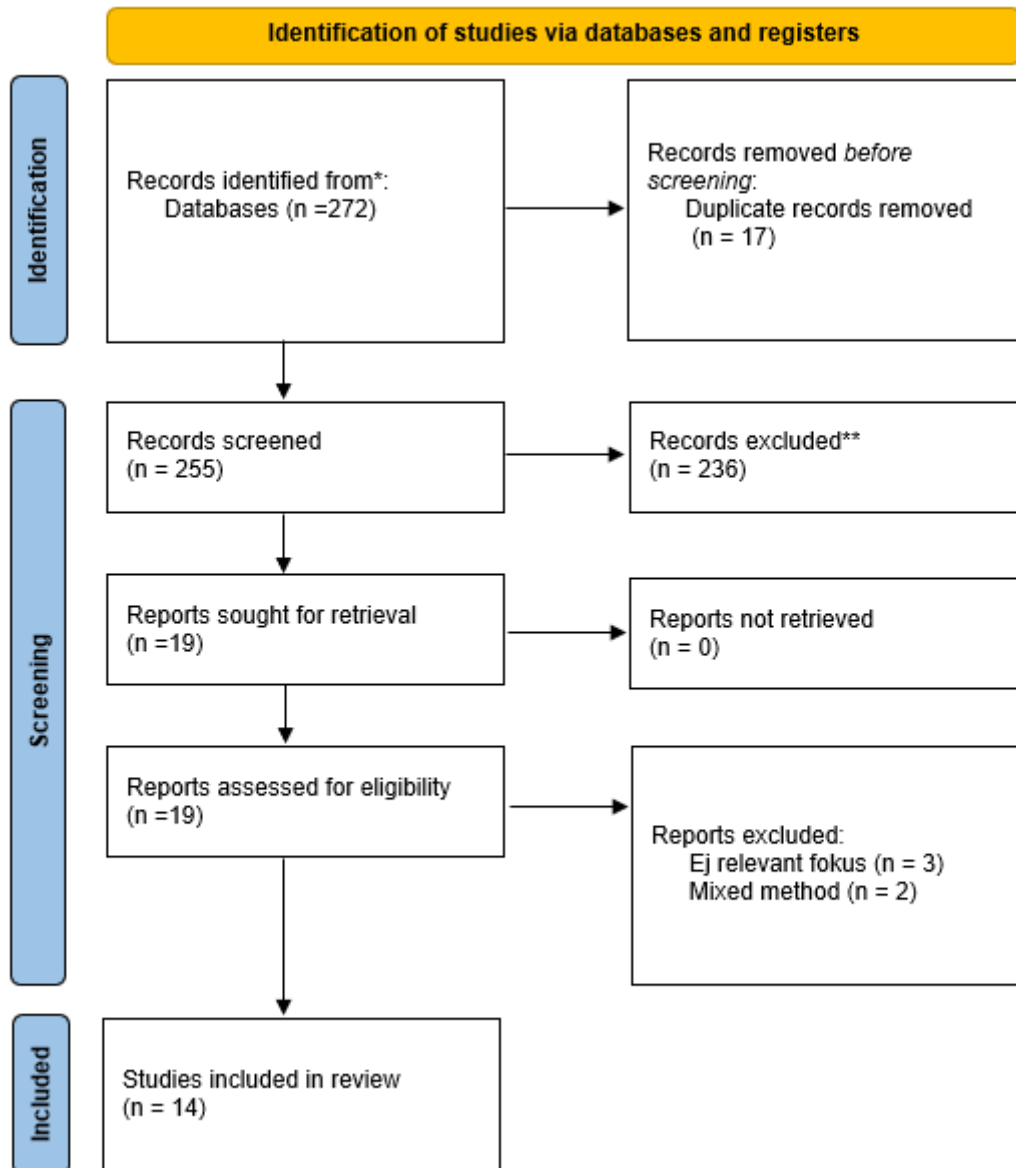 Identification of studies via databases and registers
Identification
Records identified from*:
Databases (n =272)
Records removed before
screening:
Duplicate records removed
(n = 17)
Screening
Records screened
(n = 255)
Records excluded**
(n = 236)
Reports sought for retrieval
(n =19)
Reports not retrieved
(n = 0)
Reports assessed for eligibility
(n =19)
Reports excluded:
Ej relevant fokus (n = 3)
Mixed method (n = 2)
Included
Studies included in review
(n = 14)